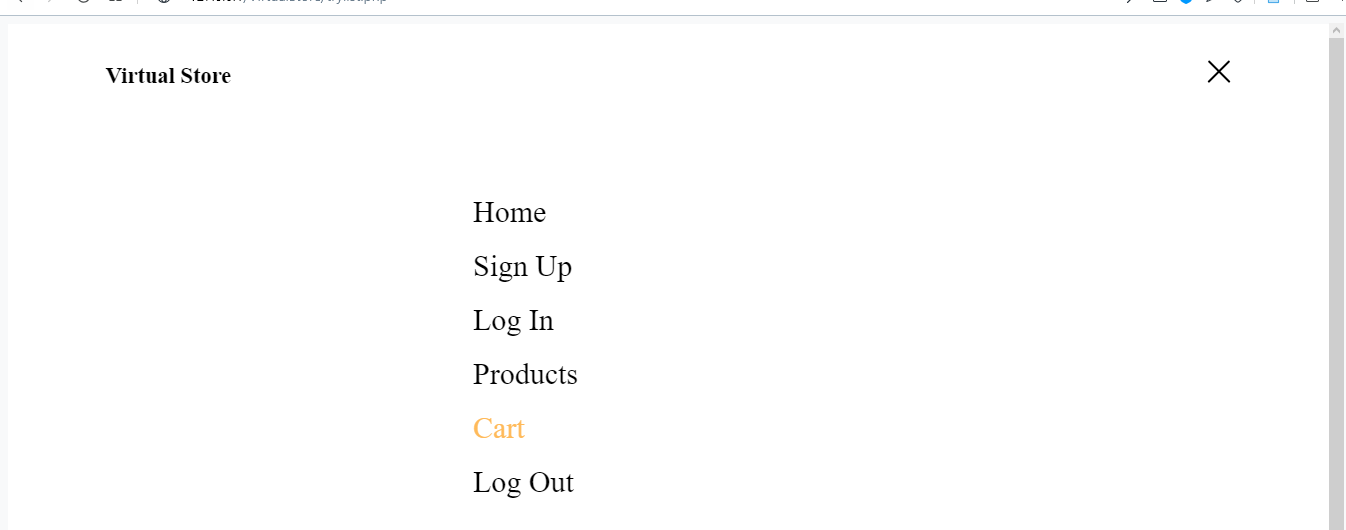 Virtual Store
Home
Sign Up
Log In
Products
Cart
Log Out